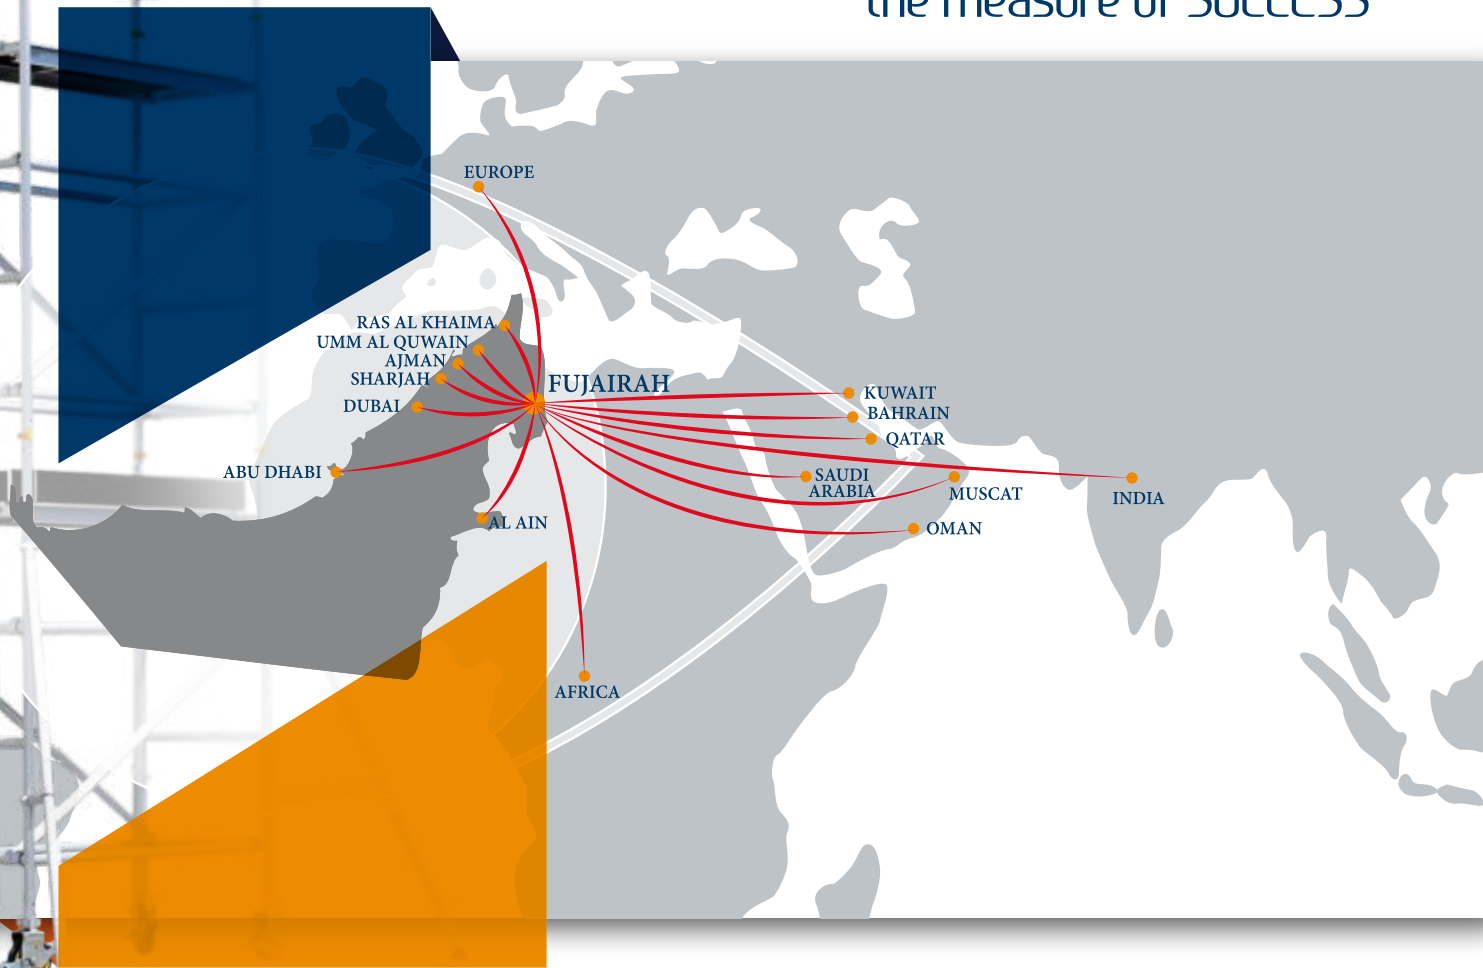 the measure of success
EUROPE
RAS AL KHAIMA
UMM AL QUWAIN
AJMAN
SHARJAH
DUBAI
ABU DHABI
AL AIN
FUJAIRAH
KUWAIT
BAHRAIN
QATAR
SAUDI
ARABIA
MUSCAT
INDIA
OMAN
AFRICA